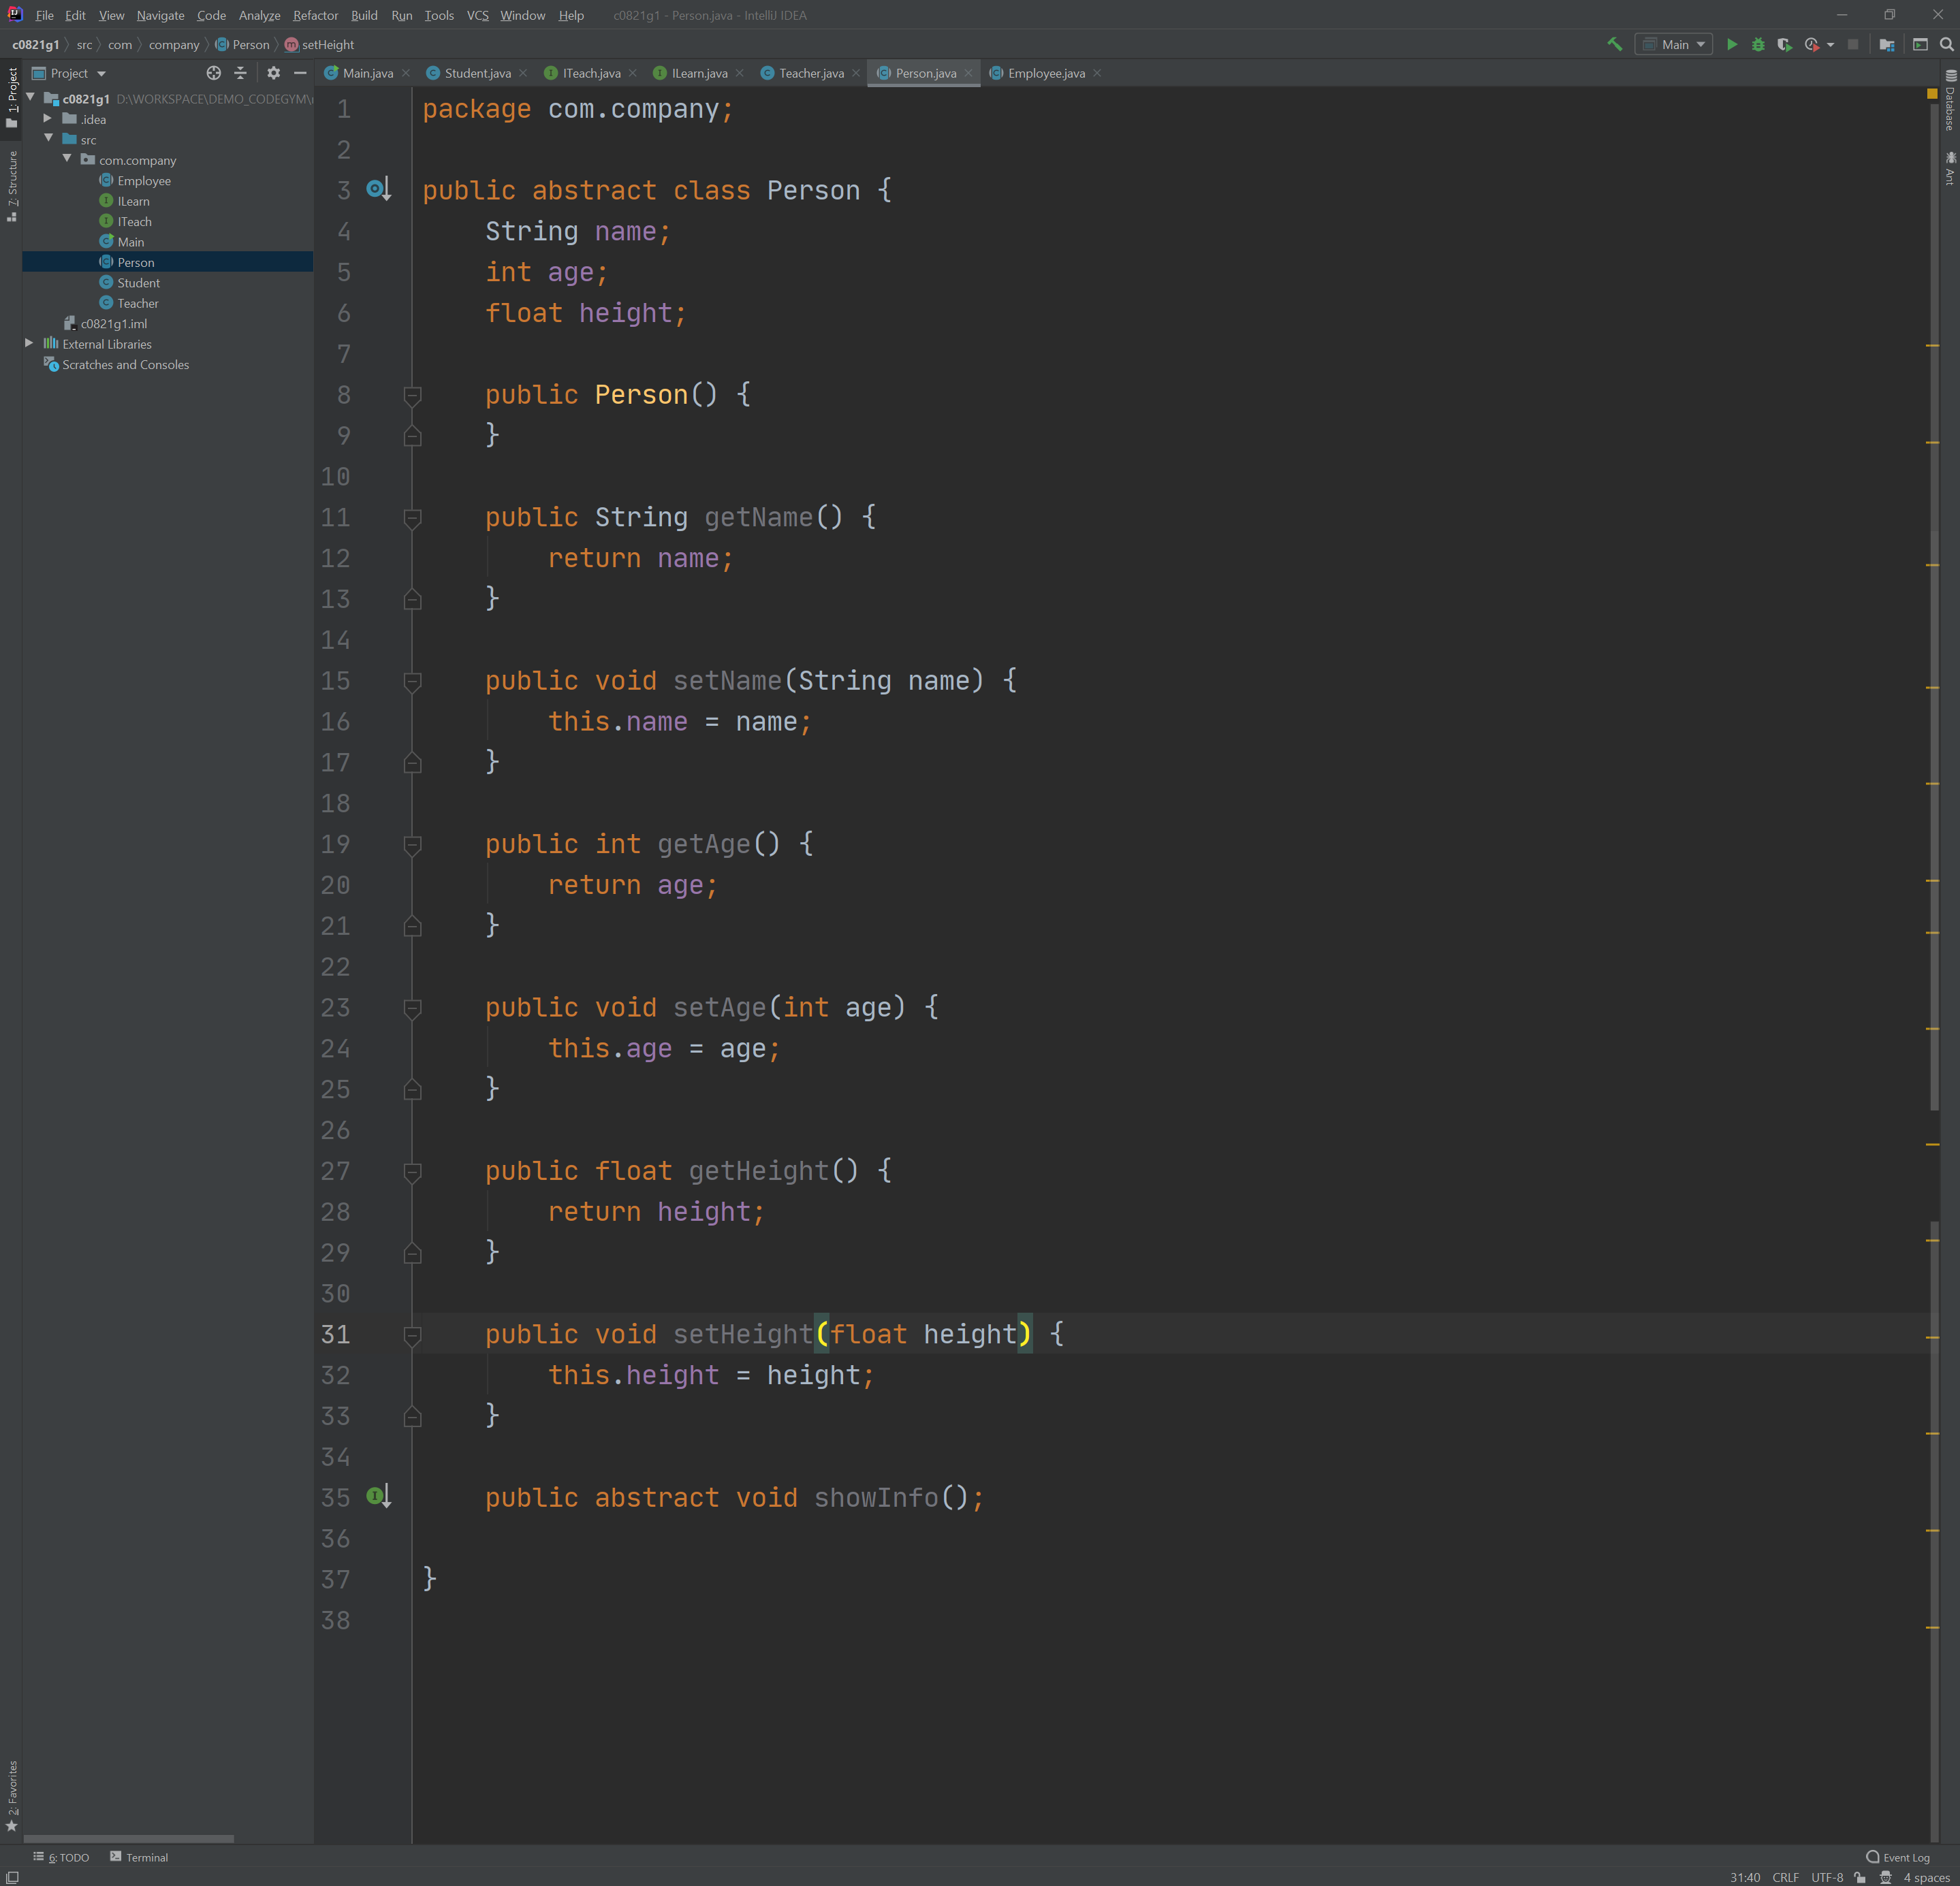 File Edit View Navigate Code Analyze Refactor Build Run Tools VCS Window Help c0821g1 - Person.java - IntelliJ IDEA
c0821g1 src com company Person setHeight Main
Project Main.java Student.java ITeach.java ILearn.java Teacher.java Person.java Employee.java
1: Project
7: Structure
2: Favorites
Database
Ant
c0821g1 D:\WORKSPACE\DEMO_CODEGYM\
.idea
src
com.company
Employee
ILearn
ITeach
Main
Person
Student
Teacher
c0821g1.iml
External Libraries
Scratches and Consoles
1 package com.company;
2
3 public abstract class Person {
4     String name;
5     int age;
6     float height;
7
8     public Person() {
9     }
10
11     public String getName() {
12         return name;
13     }
14
15     public void setName(String name) {
16         this.name = name;
17     }
18
19     public int getAge() {
20         return age;
21     }
22
23     public void setAge(int age) {
24         this.age = age;
25     }
26
27     public float getHeight() {
28         return height;
29     }
30
31     public void setHeight(float height) {
32         this.height = height;
33     }
34
35     public abstract void showInfo();
36
37 }
38
6: TODO Terminal Event Log
31:40 CRLF UTF-8 4 spaces